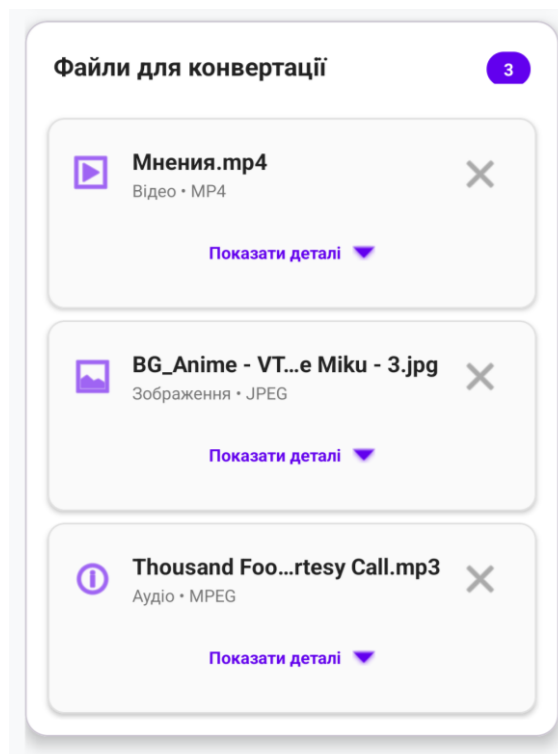 Файли для конвертації
3
Мнения.mp4
Відео • MP4
Показати деталі
BG_Anime - VT...e Miku - 3.jpg
Зображення • JPEG
Показати деталі
Thousand Foo...rtesy Call.mp3
Аудіо • MPEG
Показати деталі